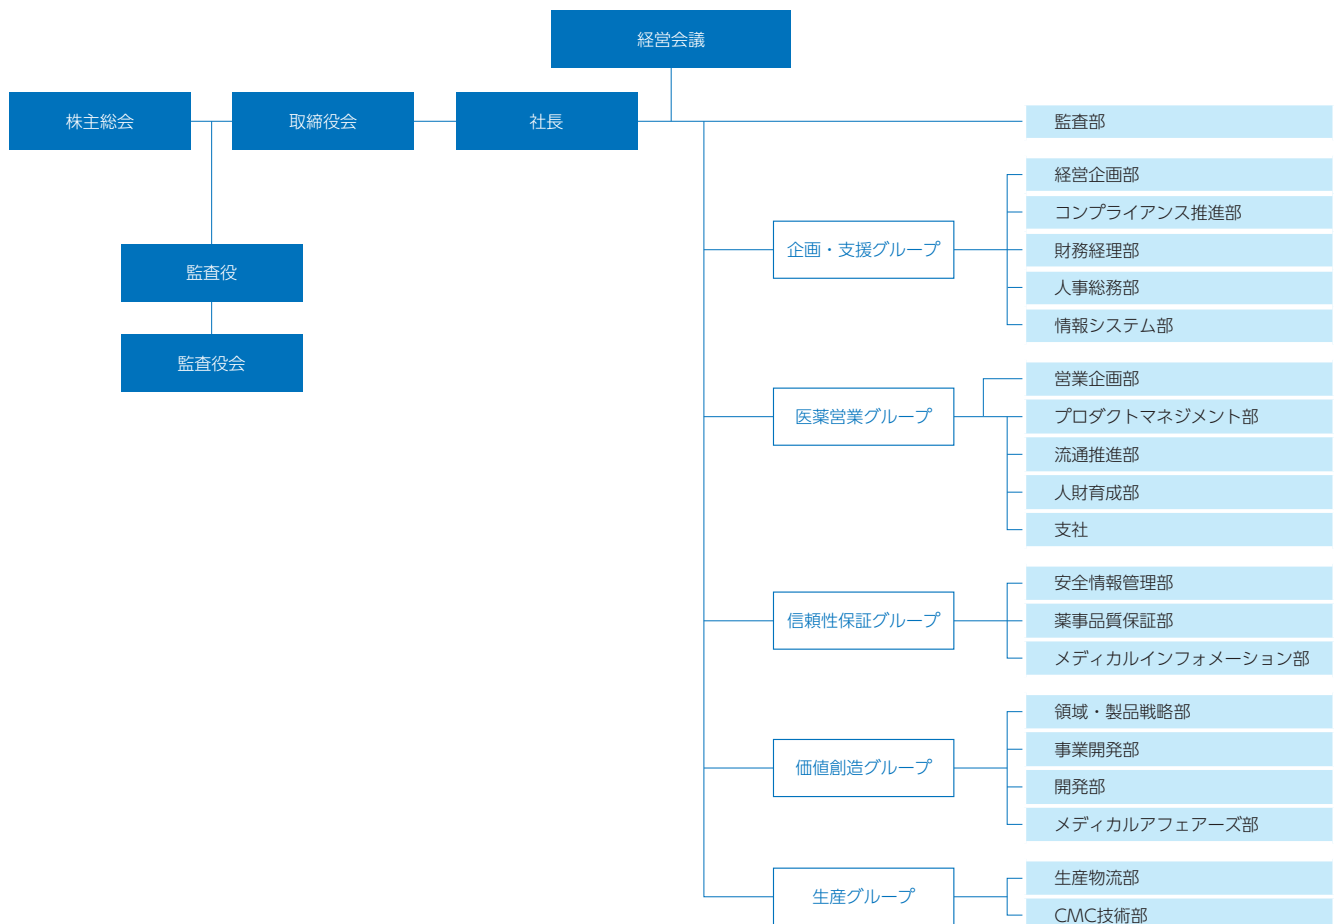 経営会議
株主総会
取締役会
社長
監査役
監査役会
監査部
企画・支援グループ
経営企画部
コンプライアンス推進部
財務経理部
人事総務部
情報システム部
医薬営業グループ
営業企画部
プロダクトマネジメント部
流通推進部
人財育成部
支社
信頼性保証グループ
安全情報管理部
薬事品質保証部
メディカルインフォメーション部
価値創造グループ
領域・製品戦略部
事業開発部
開発部
メディカルアフェアーズ部
生産グループ
生産物流部
CMC技術部